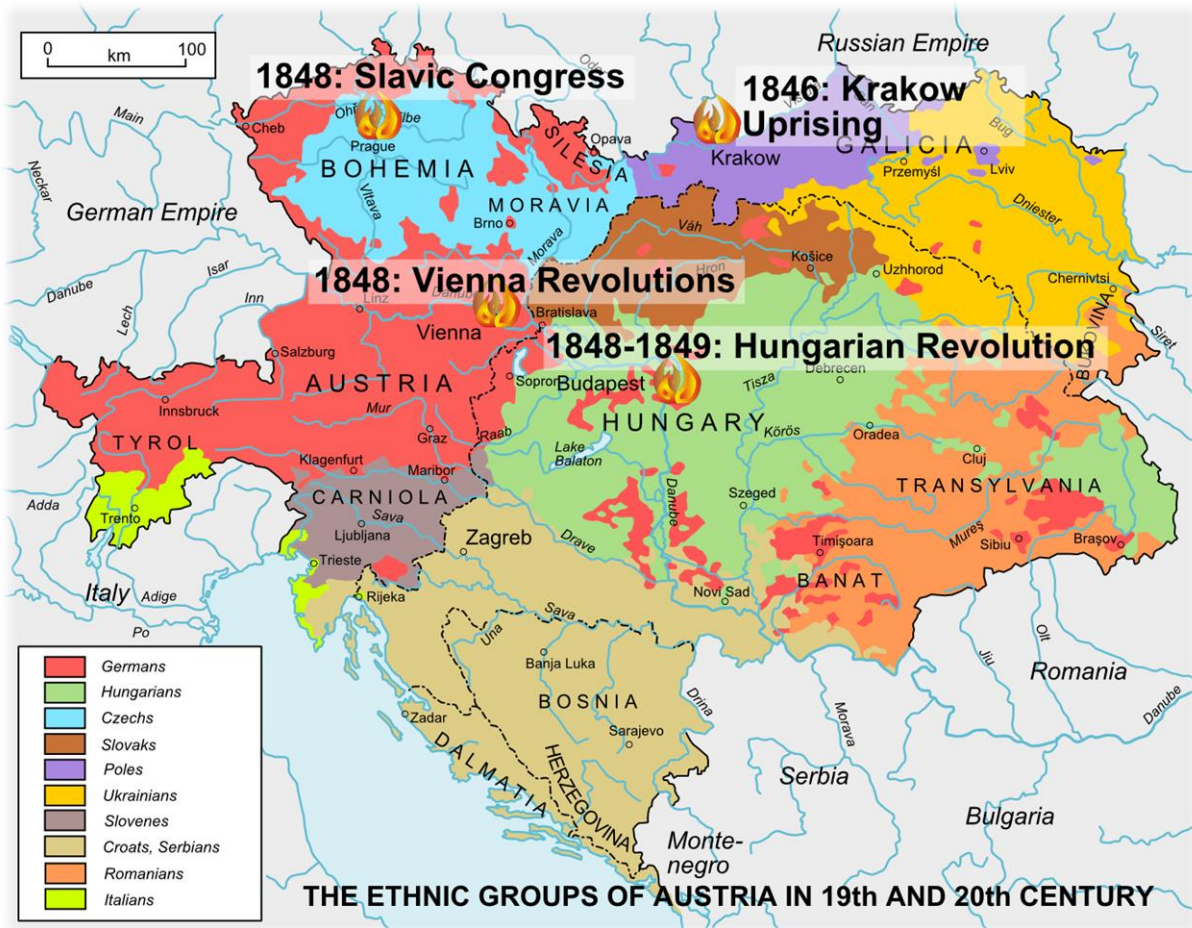 0 100
km
Russian Empire
1848: Slavic Congress
1846: Krakow
Uprising
Main
Cheb
Prague
BOHEMIA
Vltava
Neckar
German Empire
Opava
SILESIA
MORAVIA
Brno
Morava
Krakow
GALICIA
Bug
Przemyśl
Lviv
Dniester
Váh
Hron
Košice
Uzhhorod
Chernivtsi
BUKOVINA
Siret
Danube
Isar
Lech
Inn
1848: Vienna Revolutions
Linz
Danube
Vienna
Bratislava
Salzburg
AUSTRIA
Innsbruck
TYROL
Mur
Graz
Raab
Sopron
1848-1849: Hungarian Revolution
Budapest
Debrecen
Tisza
HUNGARY
Körös
Oradea
Cluj
TRANSYLVANIA
Lake
Balaton
Danube
Szeged
Mureş
Sibiu
Braşov
Timişoara
BANAT
Novi Sad
Klagenfurt
Maribor
CARNIOLA
Sava
Ljubljana
Trieste
Rijeka
Zagreb
Drave
Sava
Adda
Trento
Italy
Adige
Po
Una
Banja Luka
BOSNIA
Sarajevo
Drina
Zadar
DALMATIA
HERZEGOVINA
Monte-
negro
Serbia
Morava
Jiu
Olt
Romania
Danube
Bulgaria
Germans
Hungarians
Czechs
Slovaks
Poles
Ukrainians
Slovenes
Croats, Serbians
Romanians
Italians
THE ETHNIC GROUPS OF AUSTRIA IN 19th AND 20th CENTURY